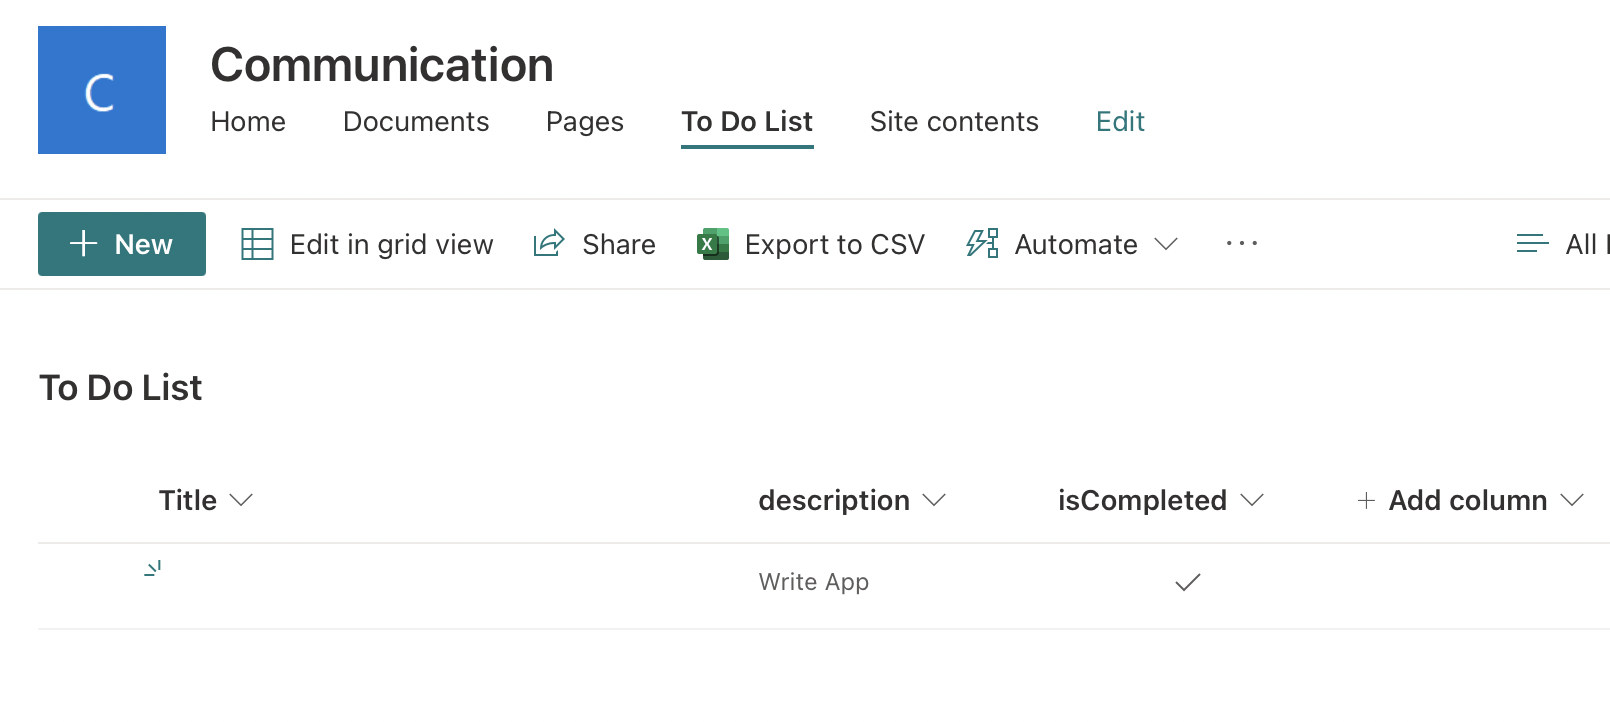 C
Communication
Home Documents Pages To Do List Site contents Edit
New Edit in grid view Share X Export to CSV Automate ... All
To Do List
Title description isCompleted + Add column
Write App